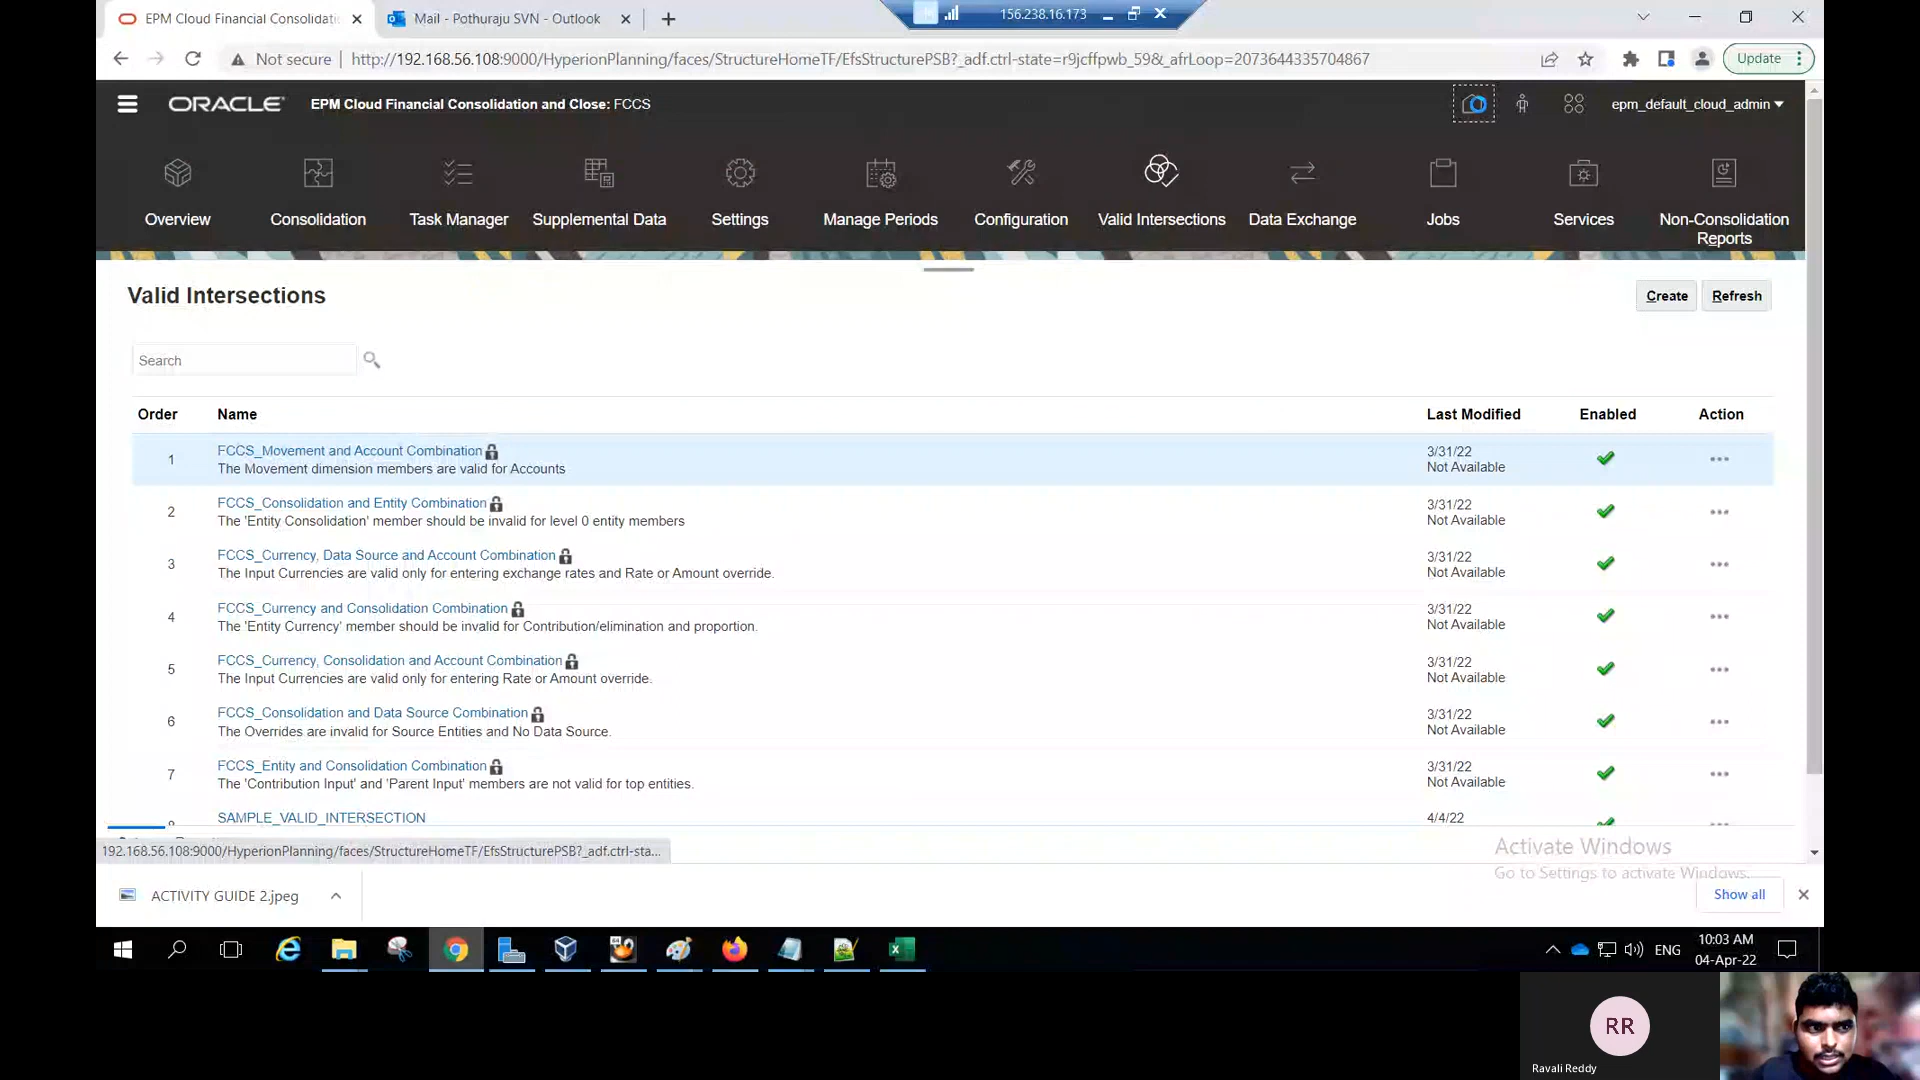 EPM Cloud Financial Consolidatio
Mail - Pothuraju SVN - Outlook
156.238.16.173
Not secure
http://192.168.56.108:9000/HyperionPlanning/faces/StructureHomeTF/EfsStructurePSB?_adf.ctrl-state=r9jcffpwb_59&_afrLoop=2073644335704867
Update
ORACLE
EPM Cloud Financial Consolidation and Close: FCCS
epm_default_cloud_admin
Overview
Consolidation
Task Manager
Supplemental Data
Settings
Manage Periods
Configuration
Valid Intersections
Data Exchange
Jobs
Services
Non-Consolidation
Reports
Valid Intersections
Create
Refresh
Search
Order Name Last Modified Enabled Action
1 FCCS_Movement and Account Combination 3/31/22
The Movement dimension members are valid for Accounts Not Available
2 FCCS_Consolidation and Entity Combination 3/31/22
The 'Entity Consolidation' member should be invalid for level 0 entity members Not Available
3 FCCS_Currency, Data Source and Account Combination 3/31/22
The Input Currencies are valid only for entering exchange rates and Rate or Amount override. Not Available
4 FCCS_Currency and Consolidation Combination 3/31/22
The 'Entity Currency' member should be invalid for Contribution/elimination and proportion. Not Available
5 FCCS_Currency, Consolidation and Account Combination 3/31/22
The Input Currencies are valid only for entering Rate or Amount override. Not Available
6 FCCS_Consolidation and Data Source Combination 3/31/22
The Overrides are invalid for Source Entities and No Data Source. Not Available
7 FCCS_Entity and Consolidation Combination 3/31/22
The 'Contribution Input' and 'Parent Input' members are not valid for top entities. Not Available
SAMPLE_VALID_INTERSECTION 4/4/22
192.168.56.108:9000/HyperionPlanning/faces/StructureHomeTF/EfsStructurePSB?_adf.ctrl-sta...
Activate Windows
Go to Settings to activate Windows.
ACTIVITY GUIDE 2.jpeg
Show all
ENG
10:03 AM
04-Apr-22
RR
Ravali Reddy